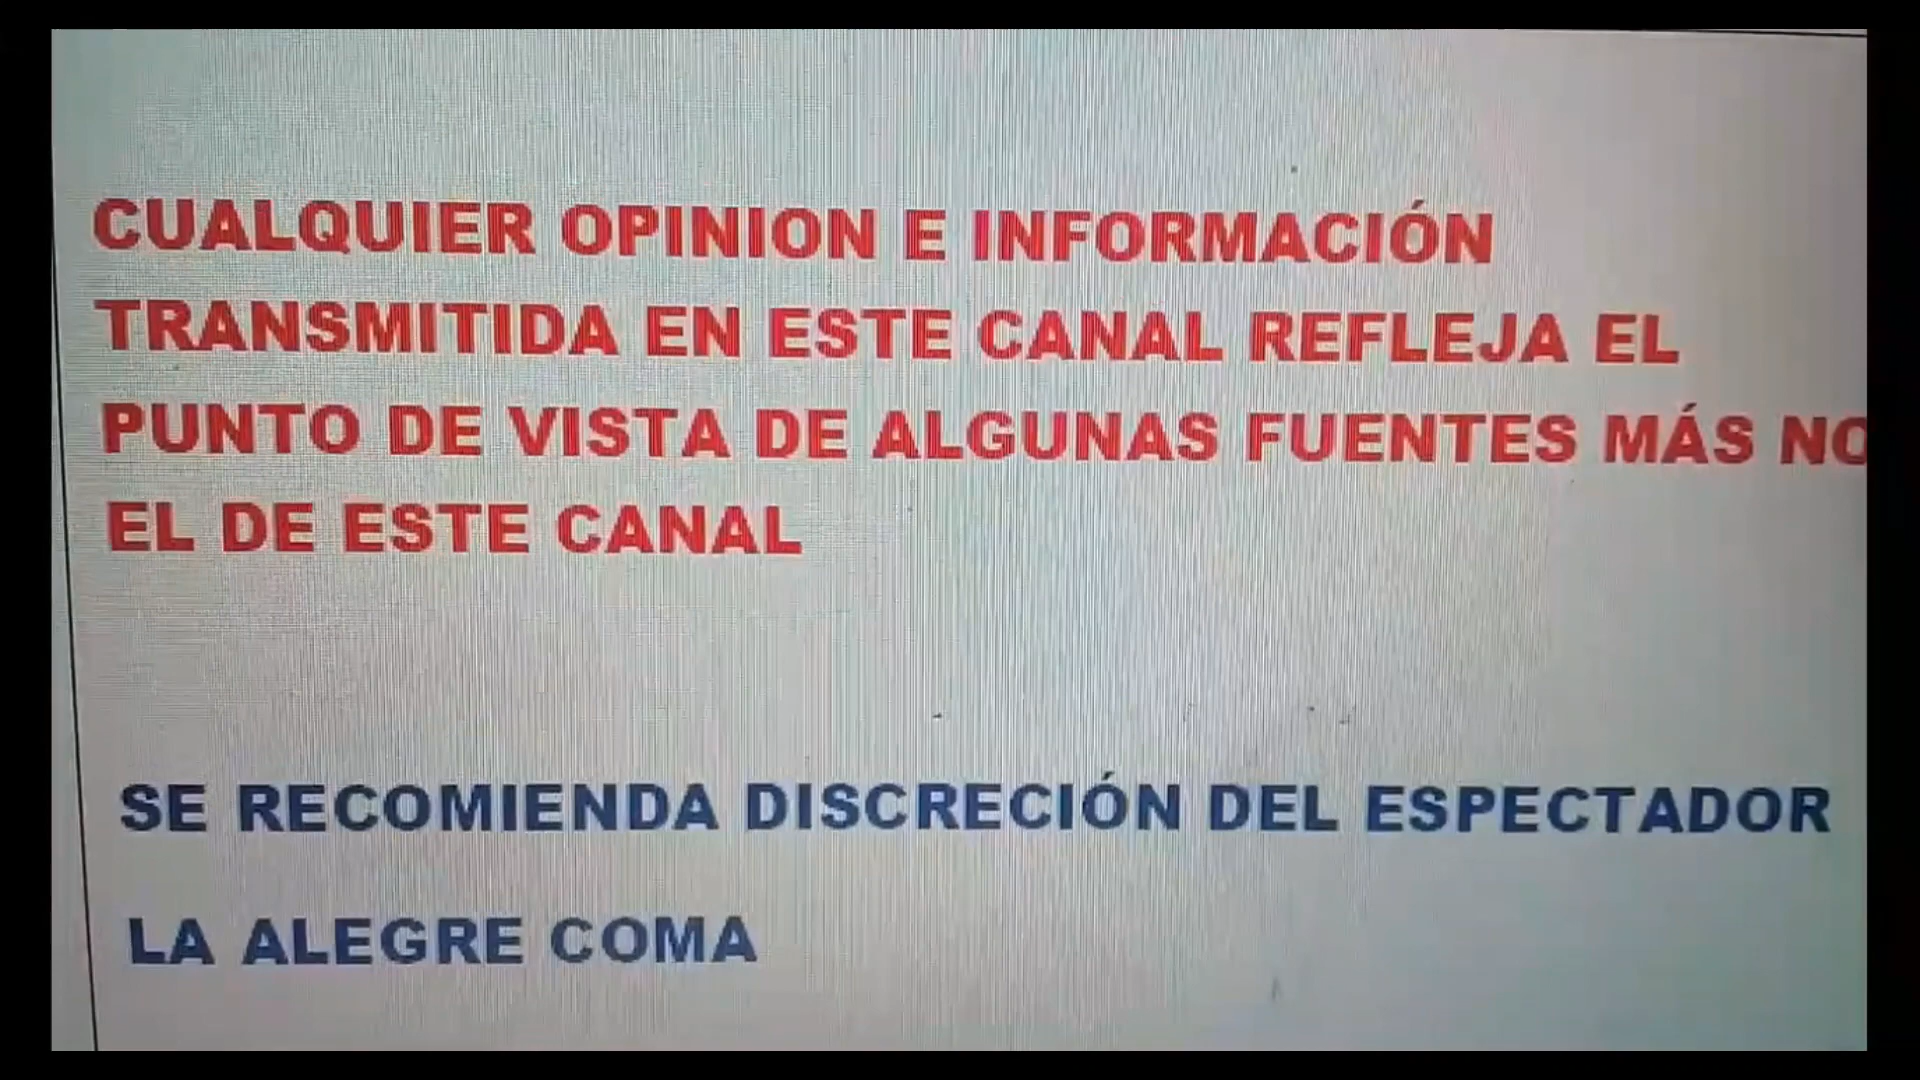 CUALQUIER OPINION E INFORMACIÓN
TRANSMITIDA EN ESTE CANAL REFLEJA EL
PUNTO DE VISTA DE ALGUNAS FUENTES MÁS NO
EL DE ESTE CANAL
SE RECOMIENDA DISCRECIÓN DEL ESPECTADOR
LA ALEGRE COMA